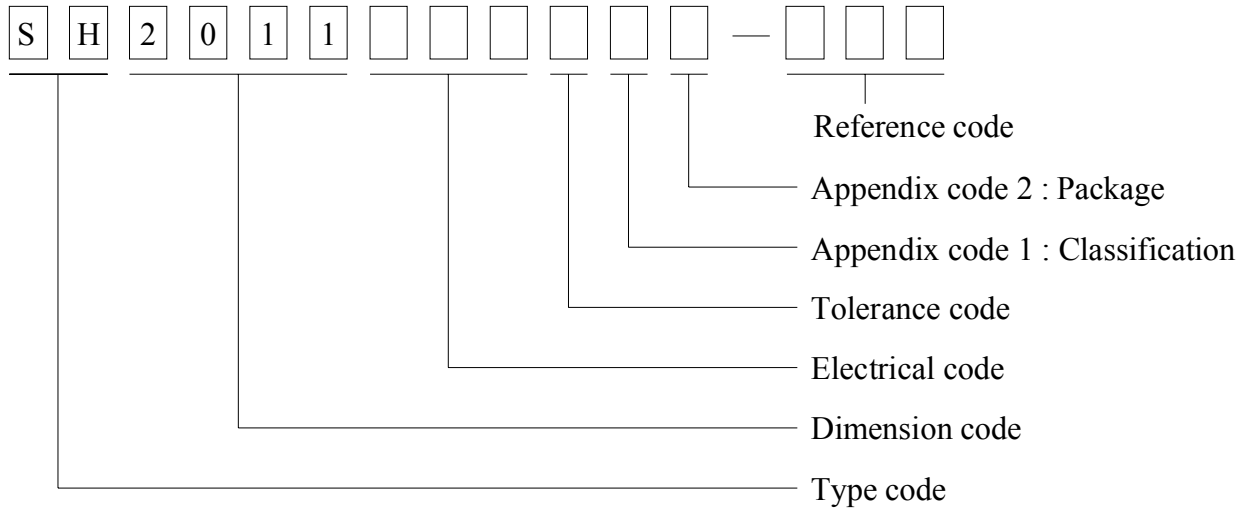 S H 2 0 1 1 —
Reference code
Appendix code 2 : Package
Appendix code 1 : Classification
Tolerance code
Electrical code
Dimension code
Type code